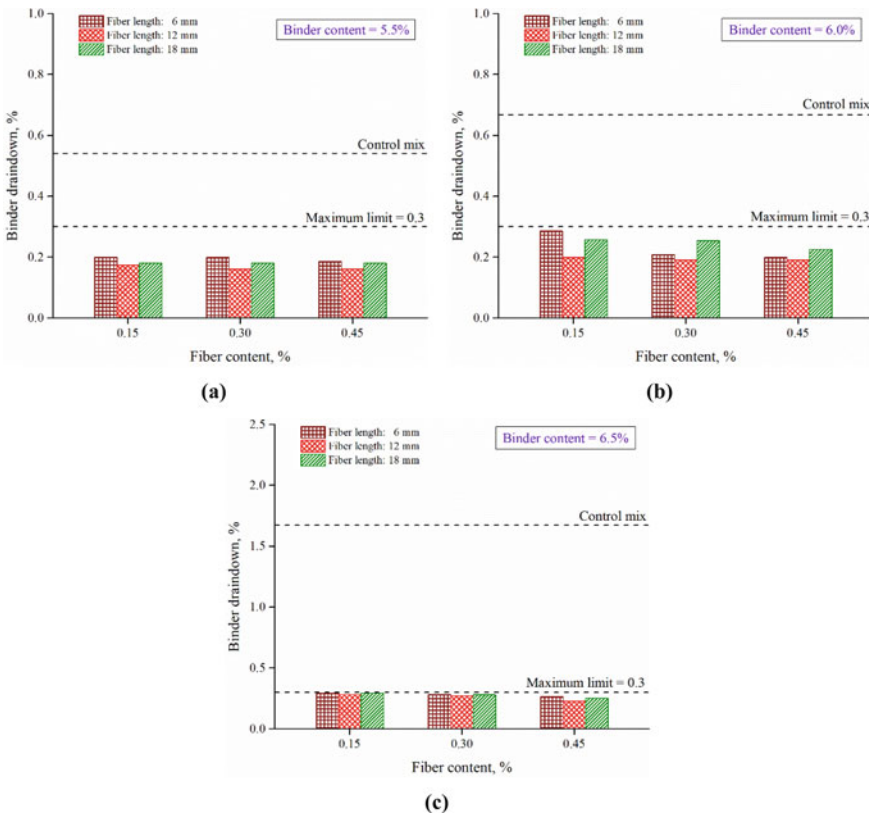 1.0
Fiber length: 6 mm
Fiber length: 12 mm
Fiber length: 18 mm
Binder content = 5.5%
0.8
0.6
Control mix
0.4
Maximum limit = 0.3
0.2
0.0
0.15
0.30
0.45
Binder draindown, %
Fiber content, %
(a)
1.0
Fiber length: 6 mm
Fiber length: 12 mm
Fiber length: 18 mm
Binder content = 6.0%
0.8
Control mix
0.6
0.4
Maximum limit = 0.3
0.2
0.0
0.15
0.30
0.45
Binder draindown, %
Fiber content, %
(b)
2.5
Fiber length: 6 mm
Fiber length: 12 mm
Fiber length: 18 mm
Binder content = 6.5%
2.0
Control mix
1.5
1.0
0.5
Maximum limit = 0.3
0.0
0.15
0.30
0.45
Binder draindown, %
Fiber content, %
(c)